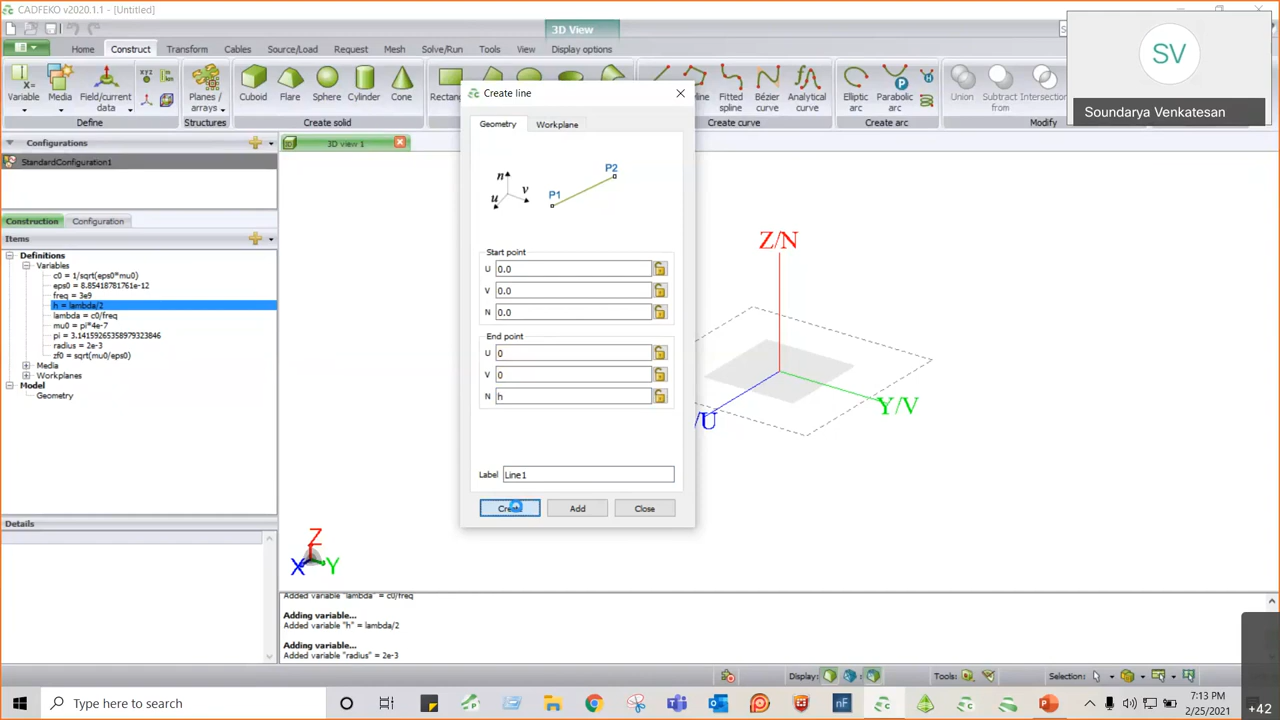 CADFEKO v2020.1.1 - [Untitled]
3D View
Home Construct Transform Cables Source/Load Request Mesh Solve/Run Tools View Display options
Variable Media Field/current data Planes / arrays Cuboid Flare Sphere Cylinder Cone Fitted spline Bézier curve Analytical curve Elliptic arc Parabolic arc Union Subtract from
Define Structures Create solid Create curve Create arc Modify
SV
Soundarya Venkatesan
Configurations
StandardConfiguration1
3D view 1
Construction Configuration
Items
Definitions
Variables
c0 = 1/sqrt(eps0*mu0)
eps0 = 8.85418781761e-12
freq = 3e9
h = lambda/2
lambda = c0/freq
mu0 = pi*4e-7
pi = 3.14159265358979323846
radius = 2e-3
zf0 = sqrt(mu0/eps0)
Media
Workplanes
Model
Geometry
Details
Create line
Geometry Workplane
n
u
v
P1
P2
Start point
U 0.0
V 0.0
N 0.0
End point
U 0
V 0
N h
Label Line1
Add Close
Z/N
Y/V
/U
Z
X Y
Added variable "lambda" = c0/freq
Adding variable...
Added variable "h" = lambda/2
Adding variable...
Added variable "radius" = 2e-3
Display: Tools: Selection:
Type here to search
nF
7:13 PM
2/25/2021
+42